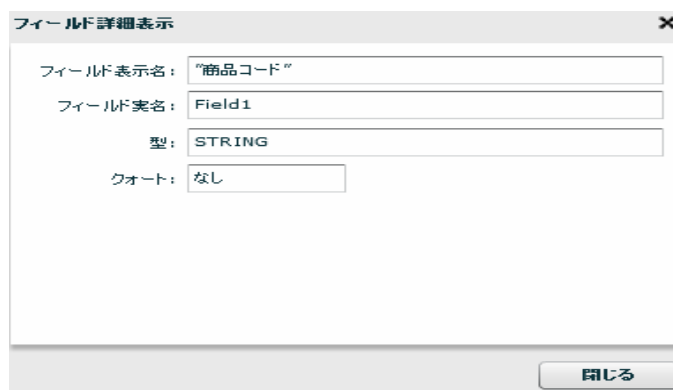 フィールド詳細表示
フィールド表示名: "商品コード"
フィールド実名: Field1
型: STRING
クォート: なし
閉じる